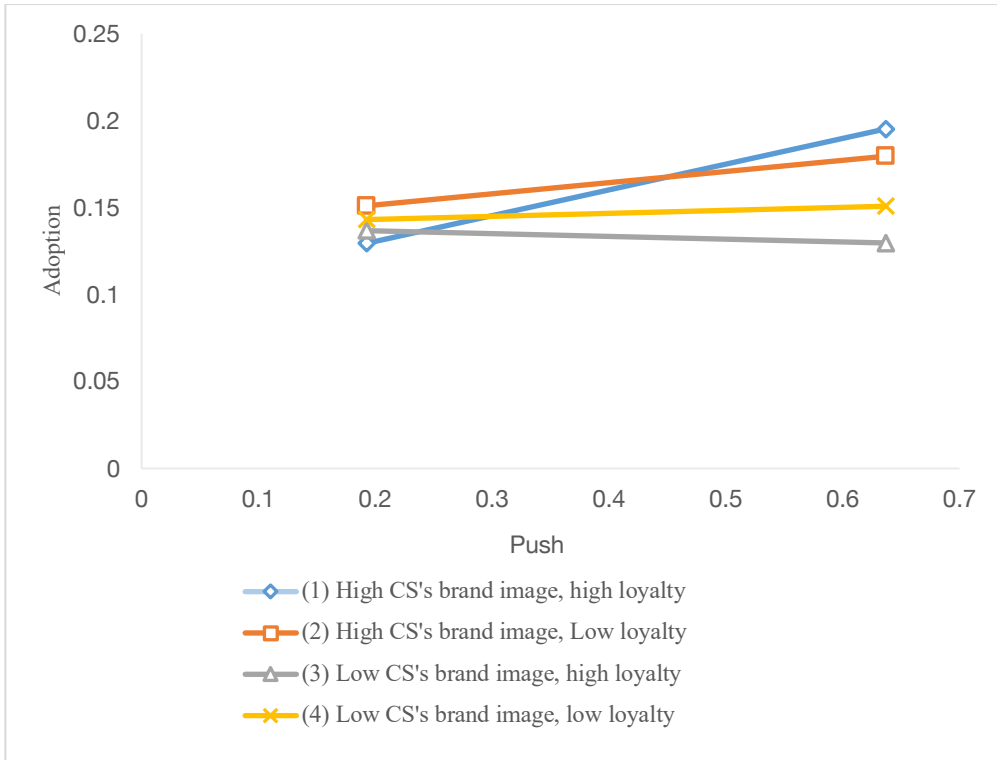 0.25
0.2
0.15
0.1
0.05
0
Adoption
0 0.1 0.2 0.3 0.4 0.5 0.6 0.7
Push
(1) High CS's brand image, high loyalty
(2) High CS's brand image, Low loyalty
(3) Low CS's brand image, high loyalty
(4) Low CS's brand image, low loyalty